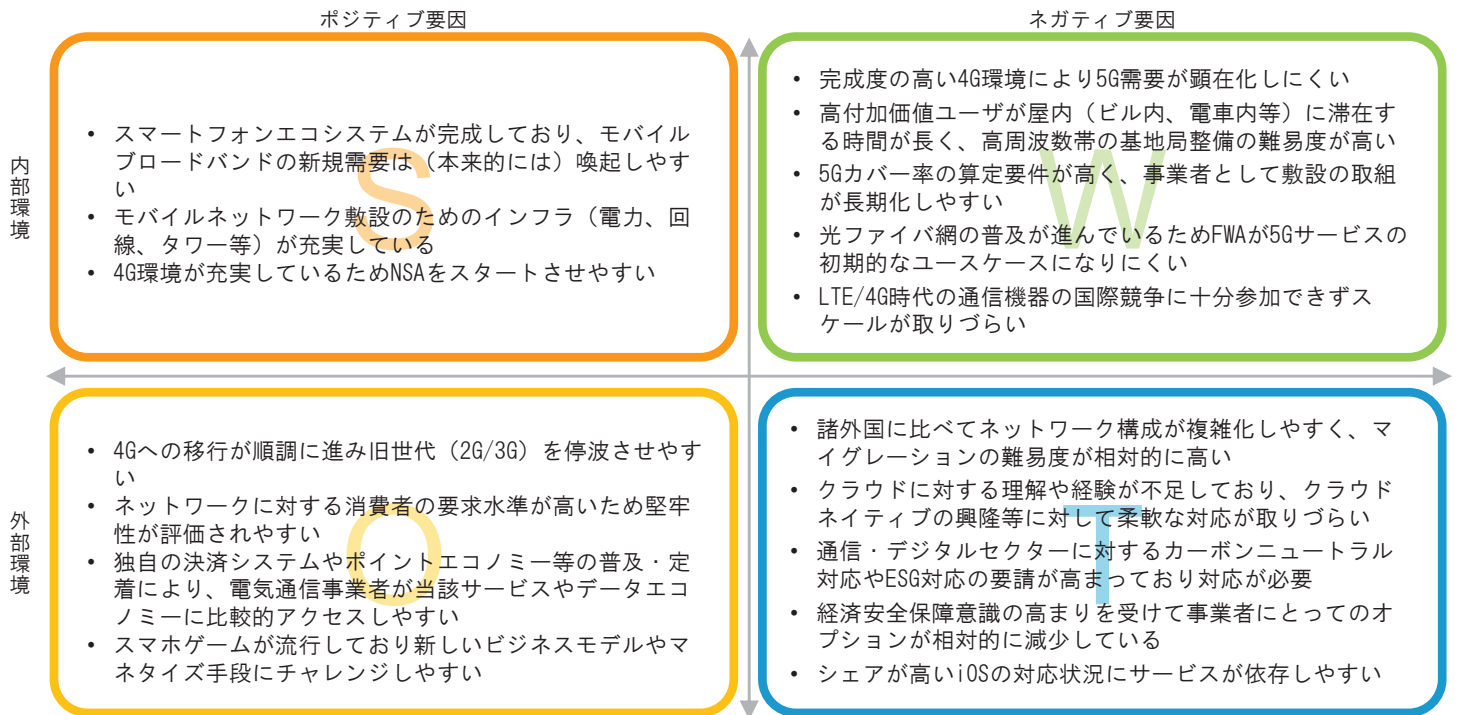 ポジティブ要因
ネガティブ要因
内部環境
S
• スマートフォンエコシステムが完成しており、モバイル
ブロードバンドの新規需要は（本来的には）喚起しやす
い
• モバイルネットワーク敷設のためのインフラ（電力、回
線、タワー等）が充実している
• 4G環境が充実しているためNSAをスタートさせやすい
W
• 完成度の高い4G環境により5G需要が顕在化しにくい
• 高付加価値ユーザが屋内（ビル内、電車内等）に滞在す
る時間が長く、高周波数帯の基地局整備の難易度が高い
• 5Gカバー率の算定要件が高く、事業者として敷設の取組
が長期化しやすい
• 光ファイバ網の普及が進んでいるためFWAが5Gサービスの
初期的なユースケースになりにくい
• LTE/4G時代の通信機器の国際競争に十分参加できずス
ケールが取りづらい
外部環境
O
• 4Gへの移行が順調に進み旧世代（2G/3G）を停波させやす
い
• ネットワークに対する消費者の要求水準が高いため堅牢
性が評価されやすい
• 独自の決済システムやポイントエコノミー等の普及・定
着により、電気通信事業者が当該サービスやデータエコ
ノミーに比較的アクセスしやすい
• スマホゲームが流行しており新しいビジネスモデルやマ
ネタイズ手段にチャレンジしやすい
T
• 諸外国に比べてネットワーク構成が複雑化しやすく、マ
イグレーションの難易度が相対的に高い
• クラウドに対する理解や経験が不足しており、クラウド
ネイティブの興隆等に対して柔軟な対応が取りづらい
• 通信・デジタルセクターに対するカーボンニュートラル
対応やESG対応の要請が高まっており対応が必要
• 経済安全保障意識の高まりを受けて事業者にとってのオ
プションが相対的に減少している
• シェアが高いiOSの対応状況にサービスが依存しやすい